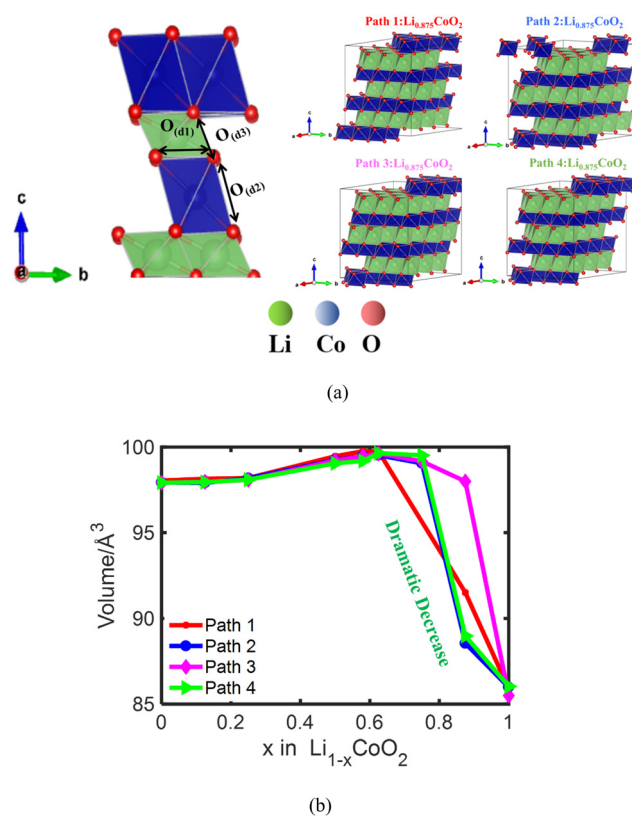 Path 1:Li0.875CoO2
Path 2:Li0.875CoO2
O(d1)
O(d3)
O(d2)
c
a
b
c
a
b
c
a
b
Path 3:Li0.875CoO2
Path 4:Li0.875CoO2
c
a
b
c
a
b
Li Co O
(a)
100
95
90
85
Volume/Å³
Dramatic Decrease
Path 1
Path 2
Path 3
Path 4
0 0.2 0.4 0.6 0.8 1
x in Li1-xCoO2
(b)